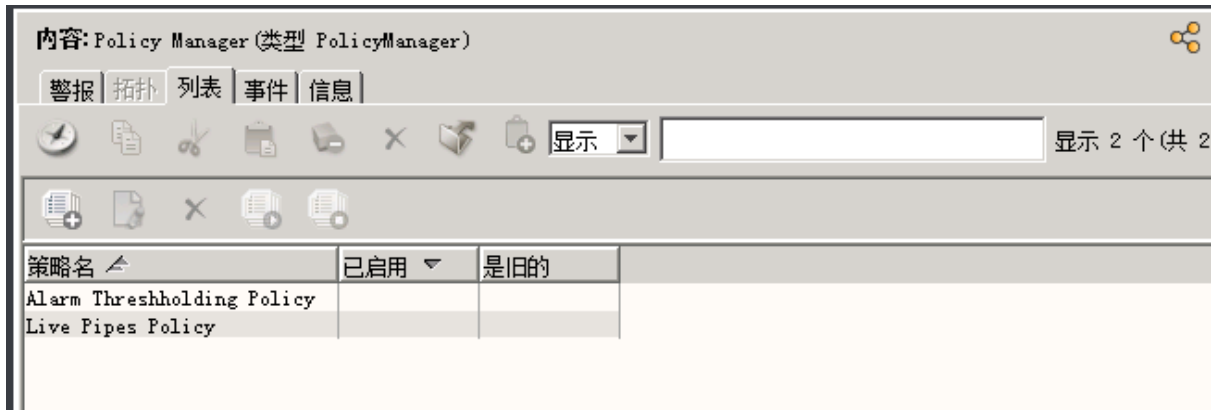 内容:Policy Manager(类型 PolicyManager)
警报 拓扑 列表 事件 信息
显示 显示 2 个(共 2
策略名 已启用 是旧的
Alarm Threshholding Policy
Live Pipes Policy